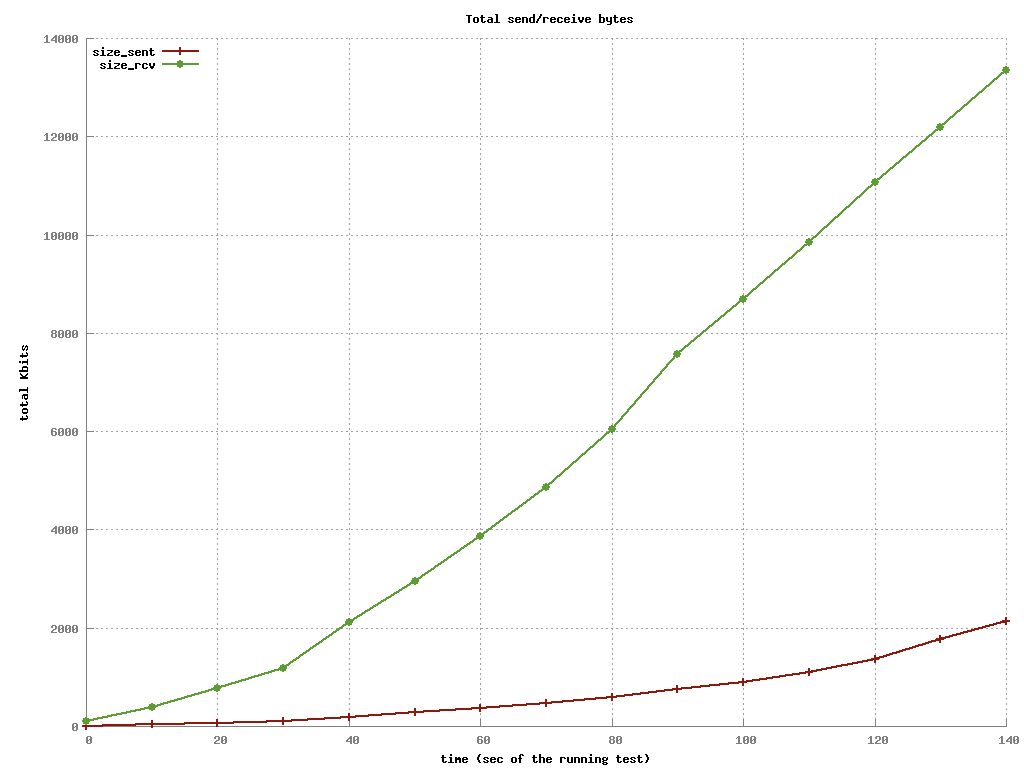 Total send/receive bytes
size_sent
size_rcv
14000
12000
10000
8000
6000
4000
2000
0
total Kbits
0 20 40 60 80 100 120 140
time (sec of the running test)